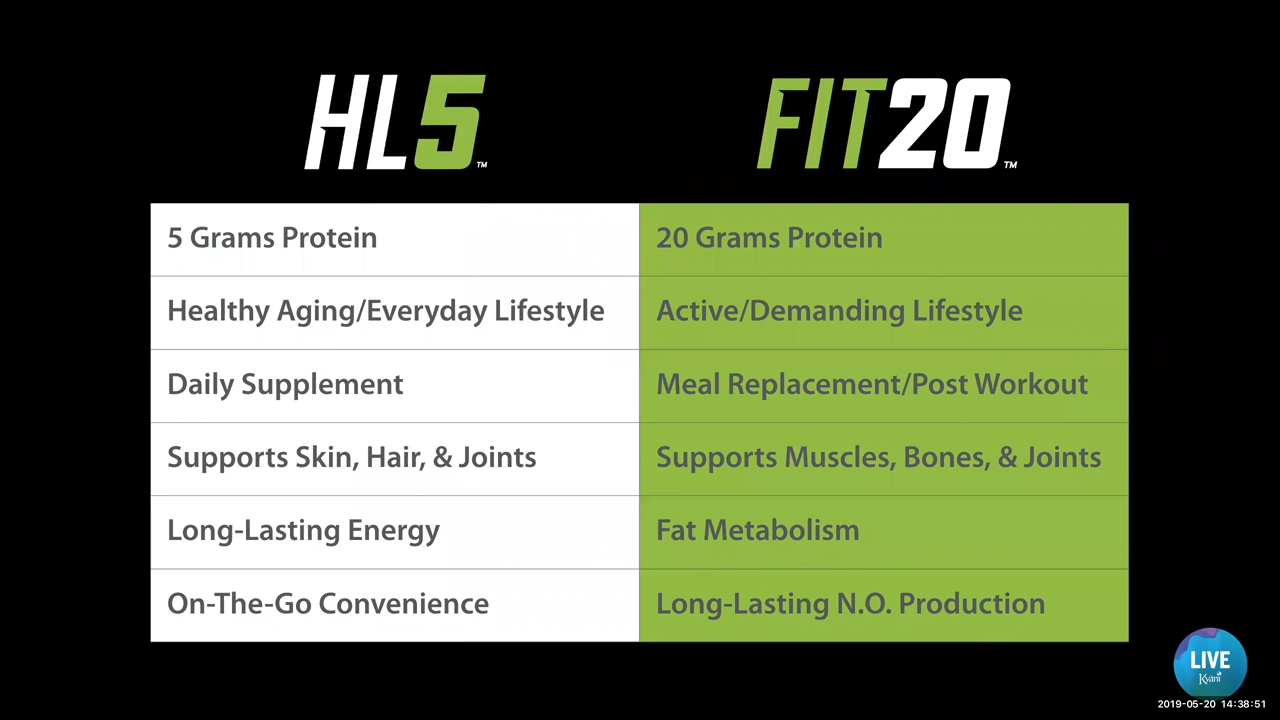 HL5™
FIT20™
5 Grams Protein
20 Grams Protein
Healthy Aging/Everyday Lifestyle
Active/Demanding Lifestyle
Daily Supplement
Meal Replacement/Post Workout
Supports Skin, Hair, & Joints
Supports Muscles, Bones, & Joints
Long-Lasting Energy
Fat Metabolism
On-The-Go Convenience
Long-Lasting N.O. Production
LIVE
Kyäni
2019-05-20 14:38:51